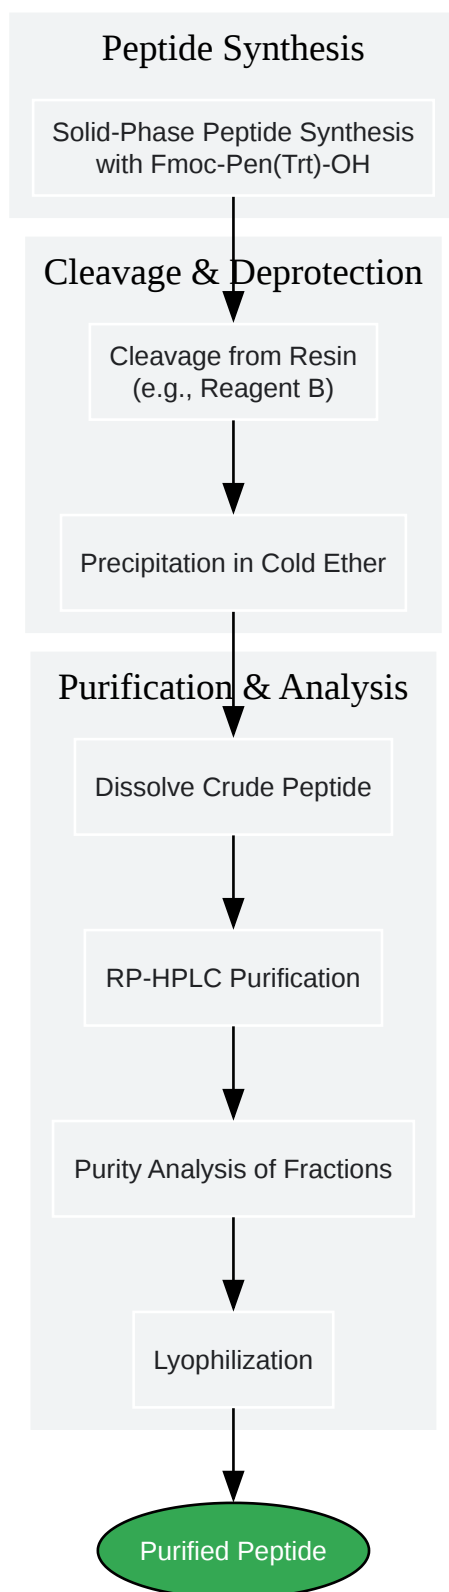 Peptide Synthesis
Solid-Phase Peptide Synthesis
with Fmoc-Pen(Trt)-OH
Cleavage & Deprotection
Cleavage from Resin
(e.g., Reagent B)
Precipitation in Cold Ether
Purification & Analysis
Dissolve Crude Peptide
RP-HPLC Purification
Purity Analysis of Fractions
Lyophilization
Purified Peptide